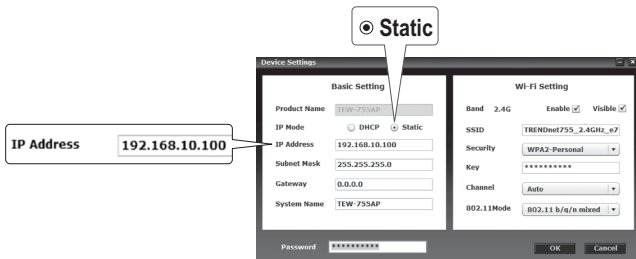 Static
Device Settings
Basic Setting
Product Name TEW-755AP
IP Mode DHCP Static
IP Address 192.168.10.100
IP Address 192.168.10.100
Subnet Mask 255.255.255.0
Gateway 0.0.0.0
System Name TEW-755AP
Wi-Fi Setting
Band 2.4G Enable Visible
SSID TRENDnet755_2.4GHz_e7
Security WPA2-Personal
Key **********
Channel Auto
802.11Mode 802.11 b/g/n mixed
Password **********
OK Cancel